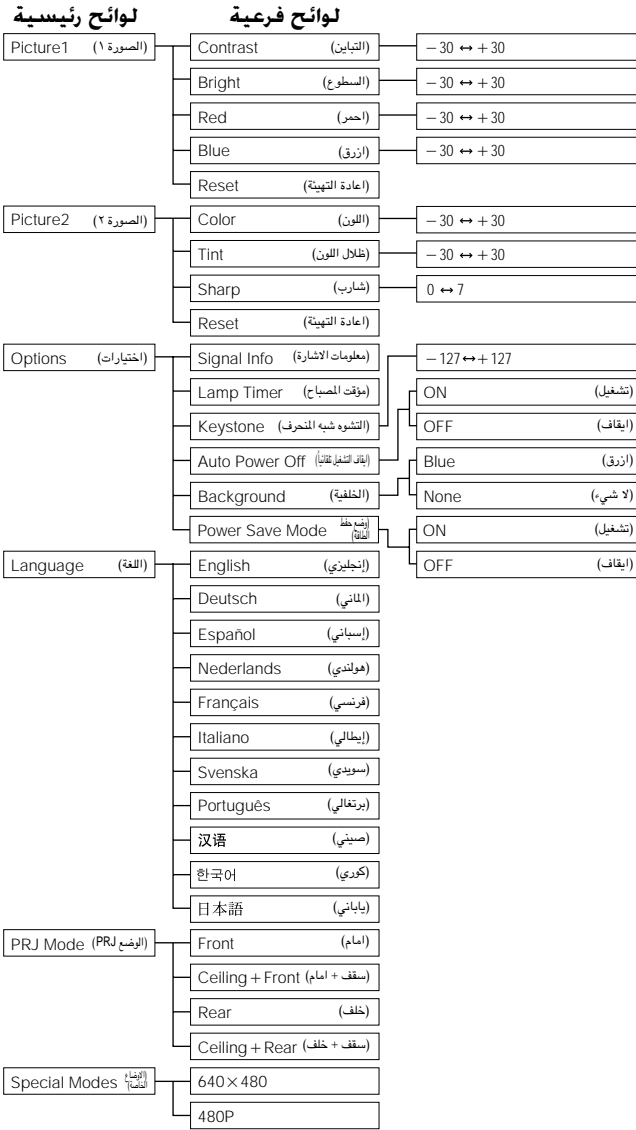 لوائح رئيسية لوائح فرعية
Picture1 (الصورة ١) Contrast (التباين) −30 ↔ +30
Bright (السطوع) −30 ↔ +30
Red (احمر) −30 ↔ +30
Blue (ازرق) −30 ↔ +30
Reset (اعادة التهيئة)
Picture2 (الصورة ٢) Color (اللون) −30 ↔ +30
Tint (ظلال اللون) −30 ↔ +30
Sharp (شارب) 0 ↔ 7
Reset (اعادة التهيئة)
Options (اختيارات) Signal Info (معلومات الاشارة) −127 ↔ +127
Lamp Timer (مؤقت المصباح) ON (تشغيل)
Keystone (التشوه شبه المنحرف) OFF (ايقاف)
Auto Power Off (ايقاف التشغيل تلقائياً) Blue (ازرق)
Background (الخلفية) None (لا شيء)
Power Save Mode (وضع حفظ الطاقة) ON (تشغيل)
Language (اللغة) English (إنجليزي) OFF (ايقاف)
Deutsch (الماني)
Español (إسباني)
Nederlands (هولندي)
Français (فرنسي)
Italiano (إيطالي)
Svenska (سويدي)
Português (برتغالي)
汉语 (صيني)
한국어 (كوري)
日本語 (ياباني)
PRJ Mode (الوضع PRJ) Front (امام)
Ceiling + Front (سقف + امام)
Rear (خلف)
Ceiling + Rear (سقف + خلف)
Special Modes (الاوضاع الخاصة) 640×480
480P